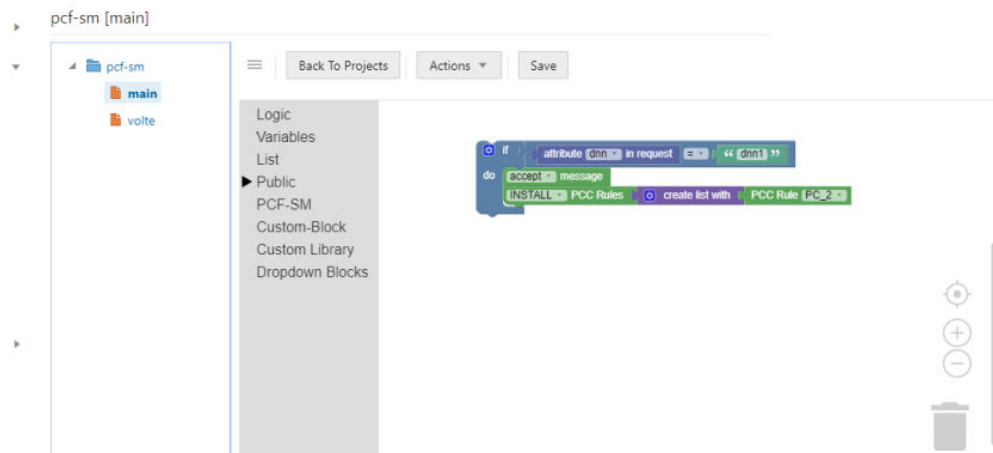 pcf-sm [main]
pcf-sm
main
volte
Back To Projects Actions Save
Logic
Variables
List
Public
PCF-SM
Custom-Block
Custom Library
Dropdown Blocks
if attribute dnn in request = “ dnn1 ”
do accept message
INSTALL PCC Rules create list with PCC Rule PC_2